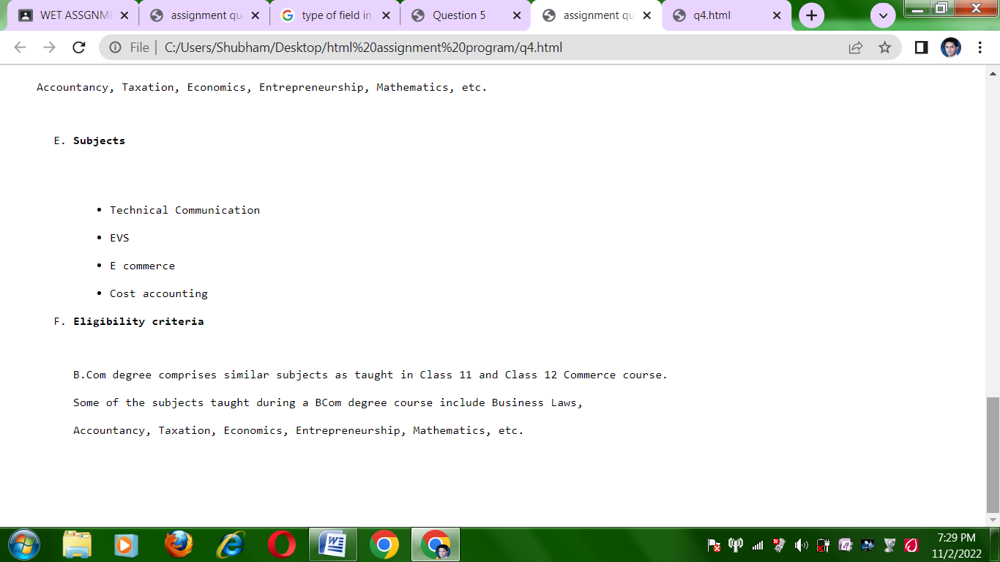 WET ASSGNME
assignment qu
type of field in
Question 5
assignment qu
q4.html
File
C:/Users/Shubham/Desktop/html%20assignment%20program/q4.html
Accountancy, Taxation, Economics, Entrepreneurship, Mathematics, etc.
E. Subjects
• Technical Communication
• EVS
• E commerce
• Cost accounting
F. Eligibility criteria
B.Com degree comprises similar subjects as taught in Class 11 and Class 12 Commerce course.
Some of the subjects taught during a BCom degree course include Business Laws,
Accountancy, Taxation, Economics, Entrepreneurship, Mathematics, etc.
7:29 PM
11/2/2022